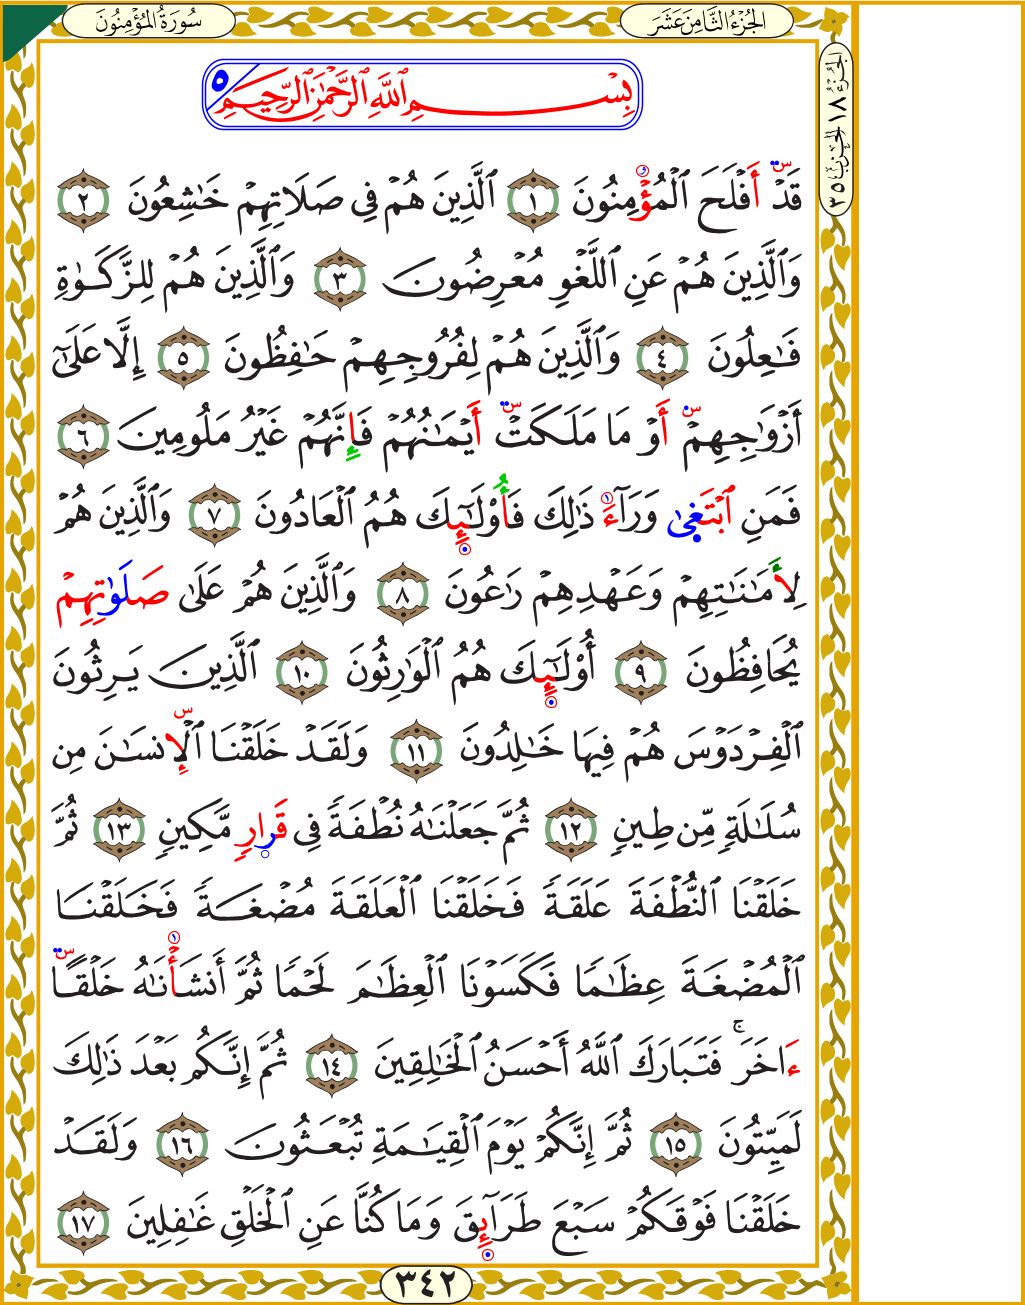 سُورَةُ المُؤْمِنُونَ
الجُزْءُ الثَّامِنَ عَشَرَ
الجزء ١٨ الحزب ٣٥
٥ بِسْمِ ٱللَّهِ ٱلرَّحْمَٰنِ ٱلرَّحِيمِ
قَدْ أَفْلَحَ ٱلْمُؤْمِنُونَ ١ ٱلَّذِينَ هُمْ فِى صَلَاتِهِمْ خَٰشِعُونَ ٢
وَٱلَّذِينَ هُمْ عَنِ ٱللَّغْوِ مُعْرِضُونَ ٣ وَٱلَّذِينَ هُمْ لِلزَّكَوٰةِ
فَٰعِلُونَ ٤ وَٱلَّذِينَ هُمْ لِفُرُوجِهِمْ حَٰفِظُونَ ٥ إِلَّا عَلَىٰٓ
أَزْوَٰجِهِمْ أَوْ مَا مَلَكَتْ أَيْمَٰنُهُمْ فَإِنَّهُمْ غَيْرُ مَلُومِينَ ٦
فَمَنِ ٱبْتَغَىٰ وَرَآءَ ذَٰلِكَ فَأُو۟لَٰٓئِكَ هُمُ ٱلْعَادُونَ ٧ وَٱلَّذِينَ هُمْ
لِأَمَٰنَٰتِهِمْ وَعَهْدِهِمْ رَٰعُونَ ٨ وَٱلَّذِينَ هُمْ عَلَىٰ صَلَوَٰتِهِمْ
يُحَافِظُونَ ٩ أُو۟لَٰٓئِكَ هُمُ ٱلْوَٰرِثُونَ ١٠ ٱلَّذِينَ يَرِثُونَ
ٱلْفِرْدَوْسَ هُمْ فِيهَا خَٰلِدُونَ ١١ وَلَقَدْ خَلَقْنَا ٱلْإِنسَٰنَ مِن
سُلَٰلَةٍ مِّن طِينٍ ١٢ ثُمَّ جَعَلْنَٰهُ نُطْفَةً فِى قَرَارٍ مَّكِينٍ ١٣ ثُمَّ
خَلَقْنَا ٱلنُّطْفَةَ عَلَقَةً فَخَلَقْنَا ٱلْعَلَقَةَ مُضْغَةً فَخَلَقْنَا
ٱلْمُضْغَةَ عِظَٰمًا فَكَسَوْنَا ٱلْعِظَٰمَ لَحْمًا ثُمَّ أَنشَأْنَٰهُ خَلْقًا
ءَاخَرَ ۚ فَتَبَارَكَ ٱللَّهُ أَحْسَنُ ٱلْخَٰلِقِينَ ١٤ ثُمَّ إِنَّكُم بَعْدَ ذَٰلِكَ
لَمَيِّتُونَ ١٥ ثُمَّ إِنَّكُمْ يَوْمَ ٱلْقِيَٰمَةِ تُبْعَثُونَ ١٦ وَلَقَدْ
خَلَقْنَا فَوْقَكُمْ سَبْعَ طَرَآئِقَ وَمَا كُنَّا عَنِ ٱلْخَلْقِ غَٰفِلِينَ ١٧
٣٤٢